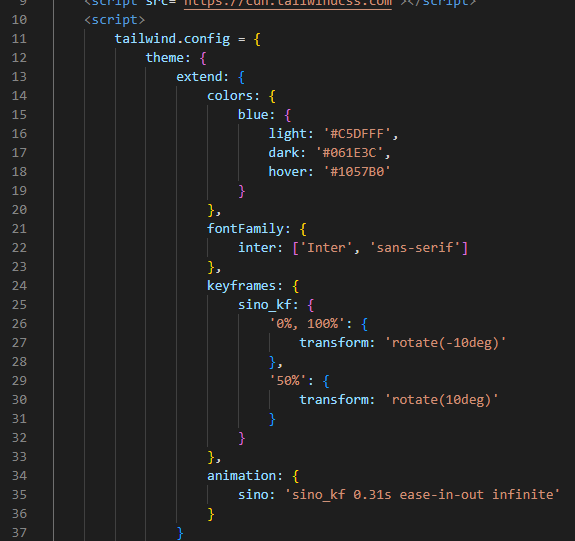 9 <script src="https://cdn.tailwindcss.com"></script>
10 <script>
11 tailwind.config = {
12 theme: {
13 extend: {
14 colors: {
15 blue: {
16 light: '#C5DFFF',
17 dark: '#061E3C',
18 hover: '#1057B0'
19 }
20 },
21 fontFamily: {
22 inter: ['Inter', 'sans-serif']
23 },
24 keyframes: {
25 sino_kf: {
26 '0%, 100%': {
27 transform: 'rotate(-10deg)'
28 },
29 '50%': {
30 transform: 'rotate(10deg)'
31 }
32 }
33 },
34 animation: {
35 sino: 'sino_kf 0.31s ease-in-out infinite'
36 }
37 }